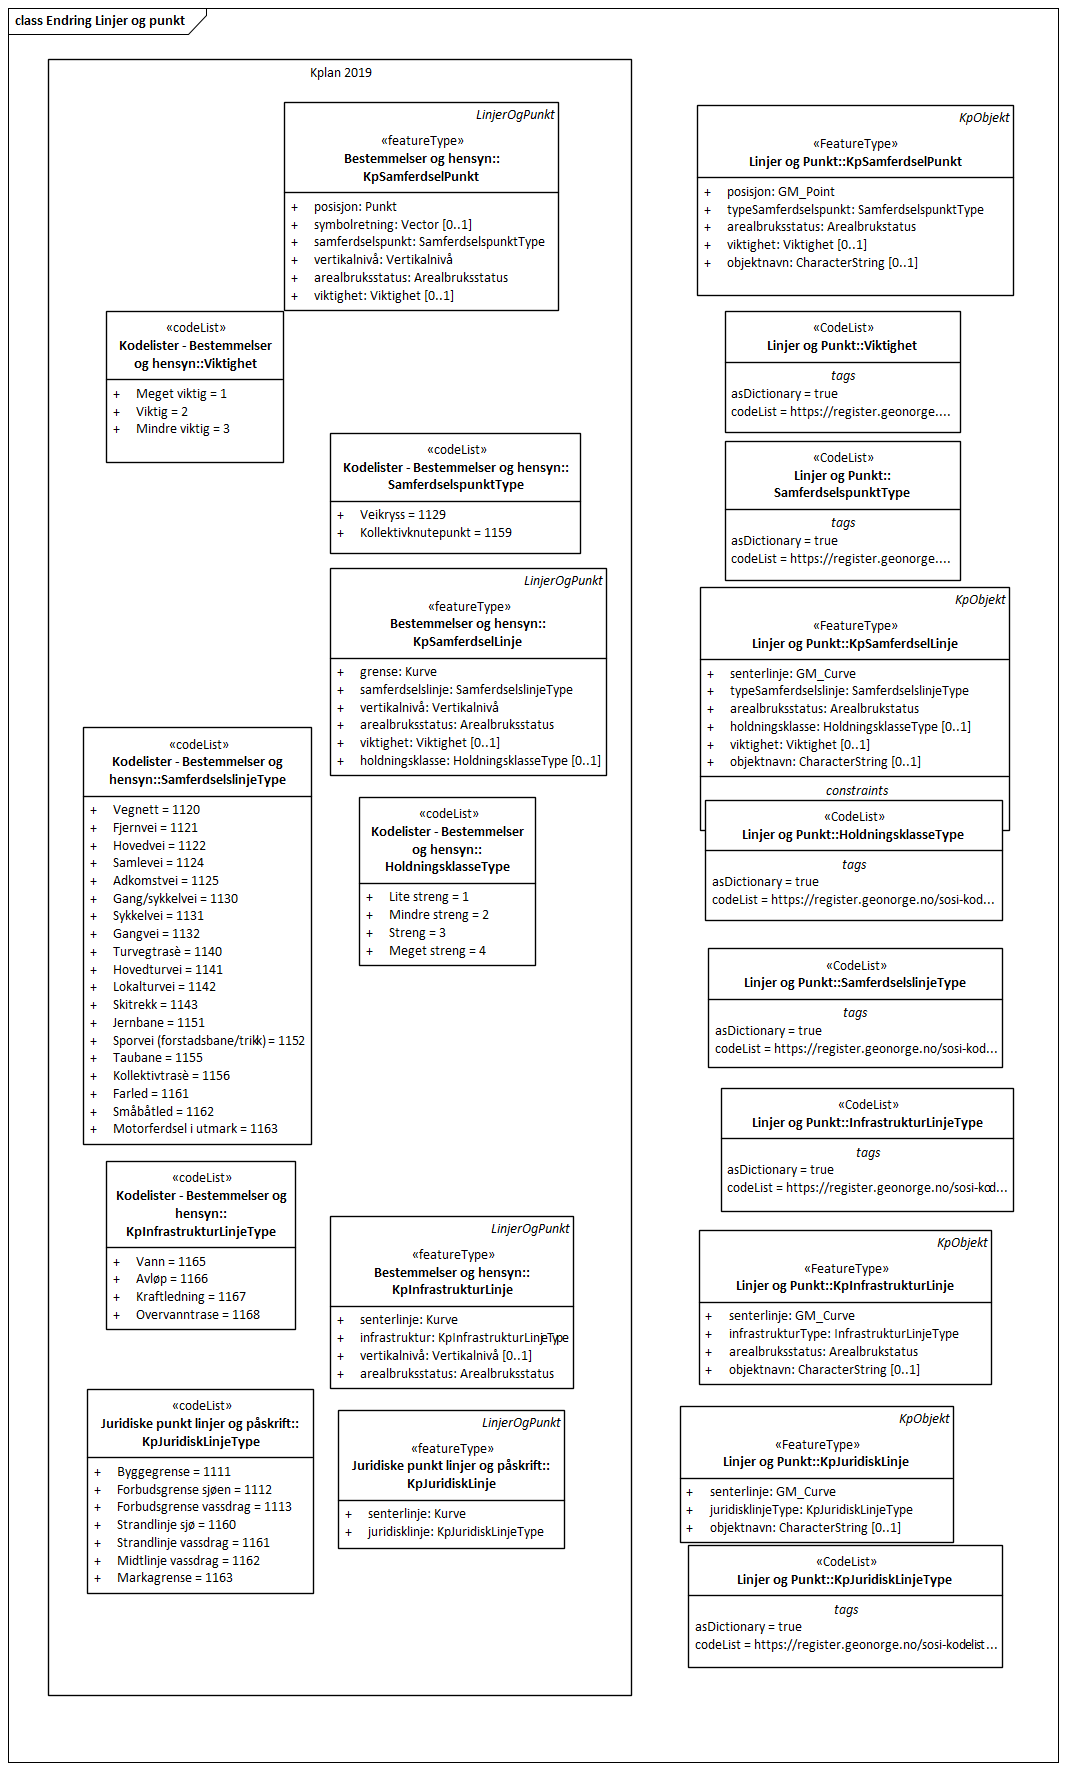 class Endring Linjer og punkt
Kplan 2019
LinjerOgPunkt
«featureType»
Bestemmelser og hensyn::
KpSamferdselPunkt
+ posisjon: Punkt
+ symbolretning: Vector [0..1]
+ samferdselspunkt: SamferdselspunktType
+ vertikalnivå: Vertikalnivå
+ arealbruksstatus: Arealbruksstatus
+ viktighet: Viktighet [0..1]
«codeList»
Kodelister - Bestemmelser
og hensyn::Viktighet
+ Meget viktig = 1
+ Viktig = 2
+ Mindre viktig = 3
«codeList»
Kodelister - Bestemmelser og hensyn::
SamferdselspunktType
+ Veikryss = 1129
+ Kollektivknutepunkt = 1159
LinjerOgPunkt
«featureType»
Bestemmelser og hensyn::
KpSamferdselLinje
+ grense: Kurve
+ samferdselslinje: SamferdselslinjeType
+ vertikalnivå: Vertikalnivå
+ arealbruksstatus: Arealbruksstatus
+ viktighet: Viktighet [0..1]
+ holdningsklasse: HoldningsklasseType [0..1]
«codeList»
Kodelister - Bestemmelser og
hensyn::SamferdselslinjeType
+ Vegnett = 1120
+ Fjernvei = 1121
+ Hovedvei = 1122
+ Samlevei = 1124
+ Adkomstvei = 1125
+ Gang/sykkelvei = 1130
+ Sykkelvei = 1131
+ Gangvei = 1132
+ Turvegtrasè = 1140
+ Hovedturvei = 1141
+ Lokalturvei = 1142
+ Skitrekk = 1143
+ Jernbane = 1151
+ Sporvei (forstadsbane/trikk) = 1152
+ Taubane = 1155
+ Kollektivtrasè = 1156
+ Farled = 1161
+ Småbåtled = 1162
+ Motorferdsel i utmark = 1163
«codeList»
Kodelister - Bestemmelser
og hensyn::
HoldningsklasseType
+ Lite streng = 1
+ Mindre streng = 2
+ Streng = 3
+ Meget streng = 4
«codeList»
Kodelister - Bestemmelser og
hensyn::
KpInfrastrukturLinjeType
+ Vann = 1165
+ Avløp = 1166
+ Kraftledning = 1167
+ Overvanntrase = 1168
LinjerOgPunkt
«featureType»
Bestemmelser og hensyn::
KpInfrastrukturLinje
+ senterlinje: Kurve
+ infrastruktur: KpInfrastrukturLinjeType
+ vertikalnivå: Vertikalnivå [0..1]
+ arealbruksstatus: Arealbruksstatus
«codeList»
Juridiske punkt linjer og påskrift::
KpJuridiskLinjeType
+ Byggegrense = 1111
+ Forbudsgrense sjøen = 1112
+ Forbudsgrense vassdrag = 1113
+ Strandlinje sjø = 1160
+ Strandlinje vassdrag = 1161
+ Midtlinje vassdrag = 1162
+ Markagrense = 1163
LinjerOgPunkt
«featureType»
Juridiske punkt linjer og påskrift::
KpJuridiskLinje
+ senterlinje: Kurve
+ juridisklinje: KpJuridiskLinjeType
KpObjekt
«FeatureType»
Linjer og Punkt::KpSamferdselPunkt
+ posisjon: GM_Point
+ typeSamferdselspunkt: SamferdselspunktType
+ arealbruksstatus: Arealbrukstatus
+ viktighet: Viktighet [0..1]
+ objektnavn: CharacterString [0..1]
«CodeList»
Linjer og Punkt::Viktighet
tags
asDictionary = true
codeList = https://register.geonorge....
«CodeList»
Linjer og Punkt::
SamferdselspunktType
tags
asDictionary = true
codeList = https://register.geonorge....
KpObjekt
«FeatureType»
Linjer og Punkt::KpSamferdselLinje
+ senterlinje: GM_Curve
+ typeSamferdselslinje: SamferdselslinjeType
+ arealbruksstatus: Arealbrukstatus
+ holdningsklasse: HoldningsklasseType [0..1]
+ viktighet: Viktighet [0..1]
+ objektnavn: CharacterString [0..1]
constraints
«CodeList»
Linjer og Punkt::HoldningsklasseType
tags
asDictionary = true
codeList = https://register.geonorge.no/sosi-kod...
«CodeList»
Linjer og Punkt::SamferdselslinjeType
tags
asDictionary = true
codeList = https://register.geonorge.no/sosi-kod...
«CodeList»
Linjer og Punkt::InfrastrukturLinjeType
tags
asDictionary = true
codeList = https://register.geonorge.no/sosi-kod...
KpObjekt
«FeatureType»
Linjer og Punkt::KpInfrastrukturLinje
+ senterlinje: GM_Curve
+ infrastrukturType: InfrastrukturLinjeType
+ arealbruksstatus: Arealbrukstatus
+ objektnavn: CharacterString [0..1]
KpObjekt
«FeatureType»
Linjer og Punkt::KpJuridiskLinje
+ senterlinje: GM_Curve
+ juridisklinjeType: KpJuridiskLinjeType
+ objektnavn: CharacterString [0..1]
«CodeList»
Linjer og Punkt::KpJuridiskLinjeType
tags
asDictionary = true
codeList = https://register.geonorge.no/sosi-kodelist...